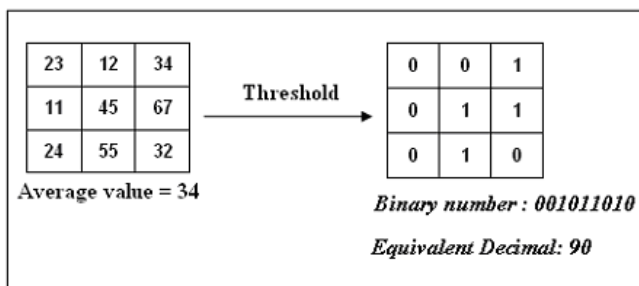 23 12 34
11 45 67
24 55 32
Average value = 34
Threshold
0 0 1
0 1 1
0 1 0
Binary number : 001011010
Equivalent Decimal: 90